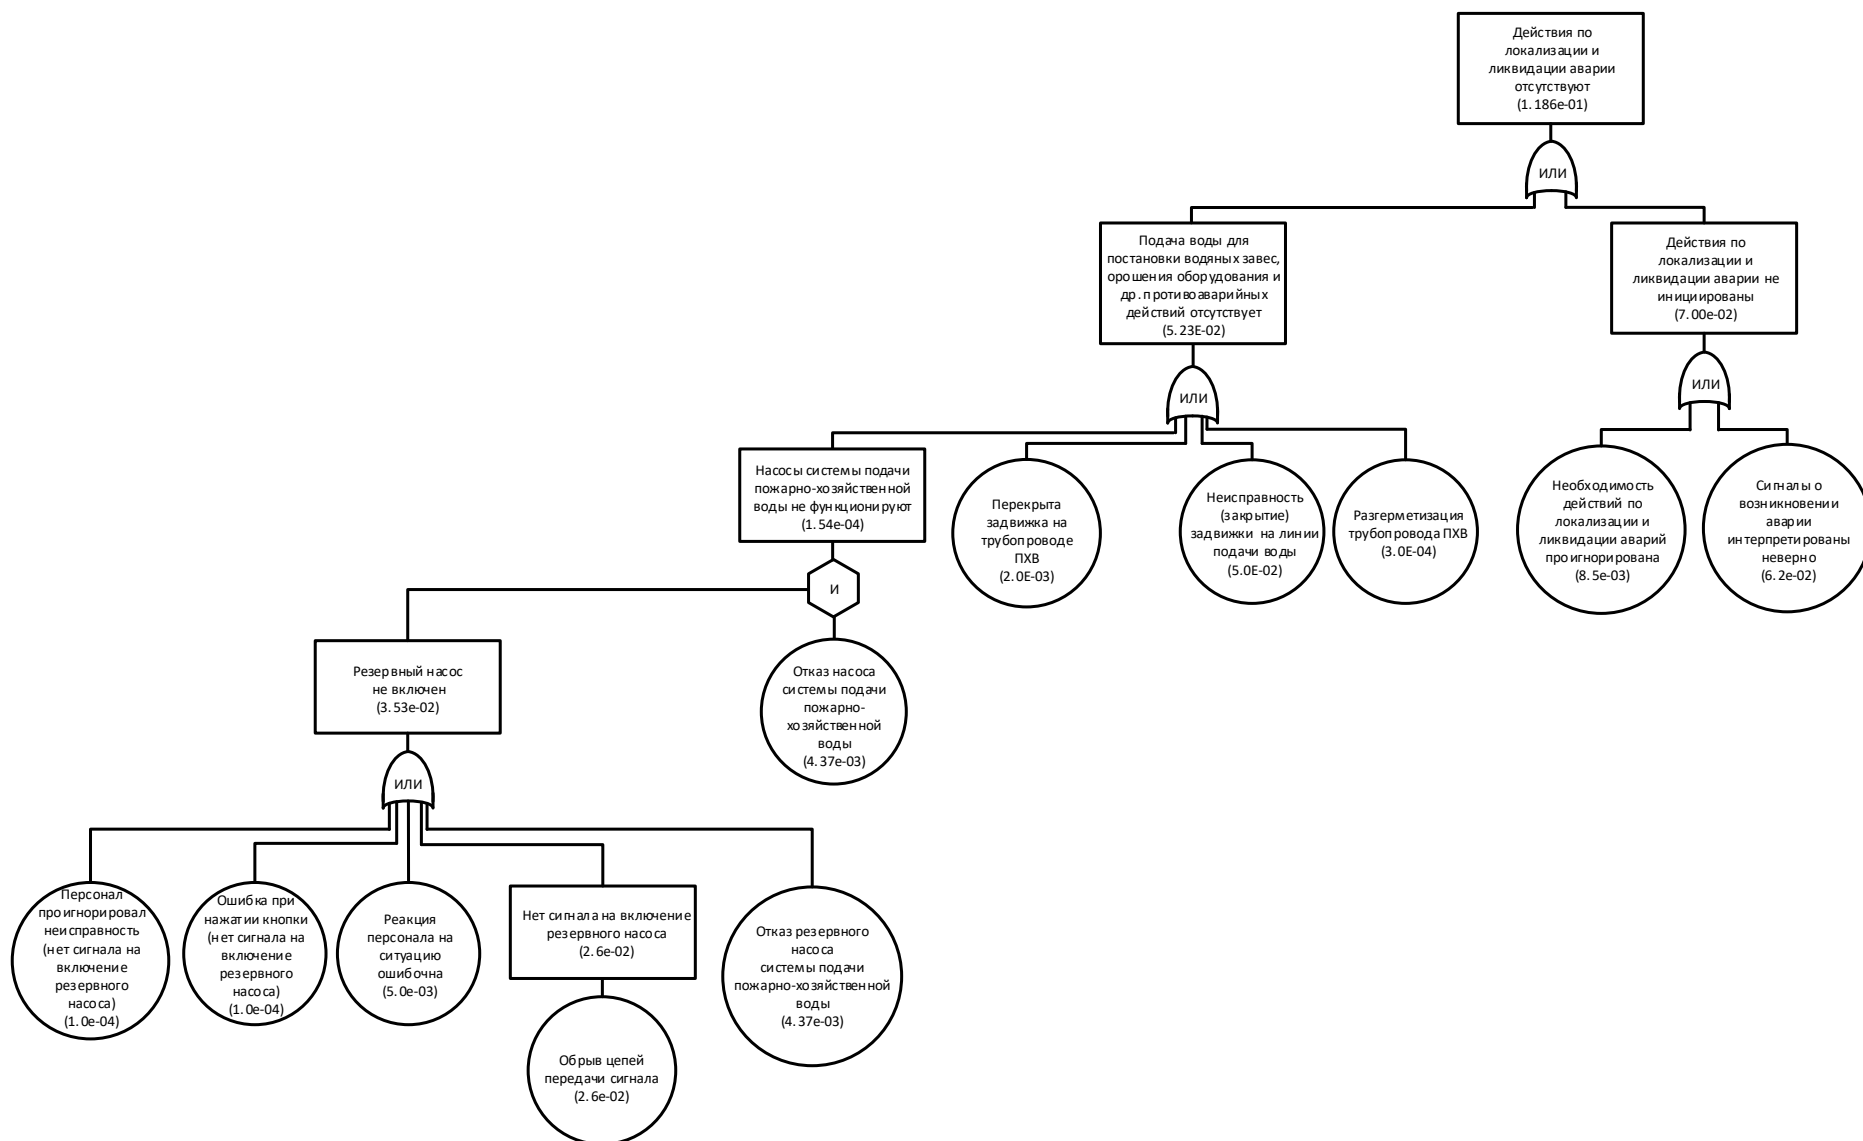 Действия по
локализации и
ликвидации аварии
отсутствуют
(1.186e-01)
ИЛИ
Подача воды для
постановки водяных завес,
орошения оборудования и
др. противоаварийных
действий отсутствует
(5.23E-02)
Действия по
локализации и
ликвидации аварии не
инициированы
(7.00e-02)
ИЛИ
ИЛИ
Насосы системы подачи
пожарно-хозяйственной
воды не функционируют
(1.54e-04)
Перекрыта
задвижка на
трубопроводе
ПХВ
(2.0E-03)
Неисправность
(закрытие)
задвижки на линии
подачи воды
(5.0E-02)
Разгерметизация
трубопровода ПХВ
(3.0E-04)
Необходимость
действий по
локализации и
ликвидации аварий
проигнорирована
(8.5e-03)
Сигналы о
возникновении
аварии
интерпретированы
неверно
(6.2e-02)
И
Резервный насос
не включен
(3.53e-02)
Отказ насоса
системы подачи
пожарно-
хозяйственной
воды
(4.37e-03)
ИЛИ
Персонал
проигнорировал
неисправность
(нет сигнала на
включение
резервного
насоса)
(1.0e-04)
Ошибка при
нажатии кнопки
(нет сигнала на
включение
резервного
насоса)
(1.0e-04)
Реакция
персонала на
ситуацию
ошибочна
(5.0e-03)
Нет сигнала на включение
резервного насоса
(2.6e-02)
Отказ резервного
насоса
системы подачи
пожарно-хозяйственной
воды
(4.37e-03)
Обрыв цепей
передачи сигнала
(2.6e-02)